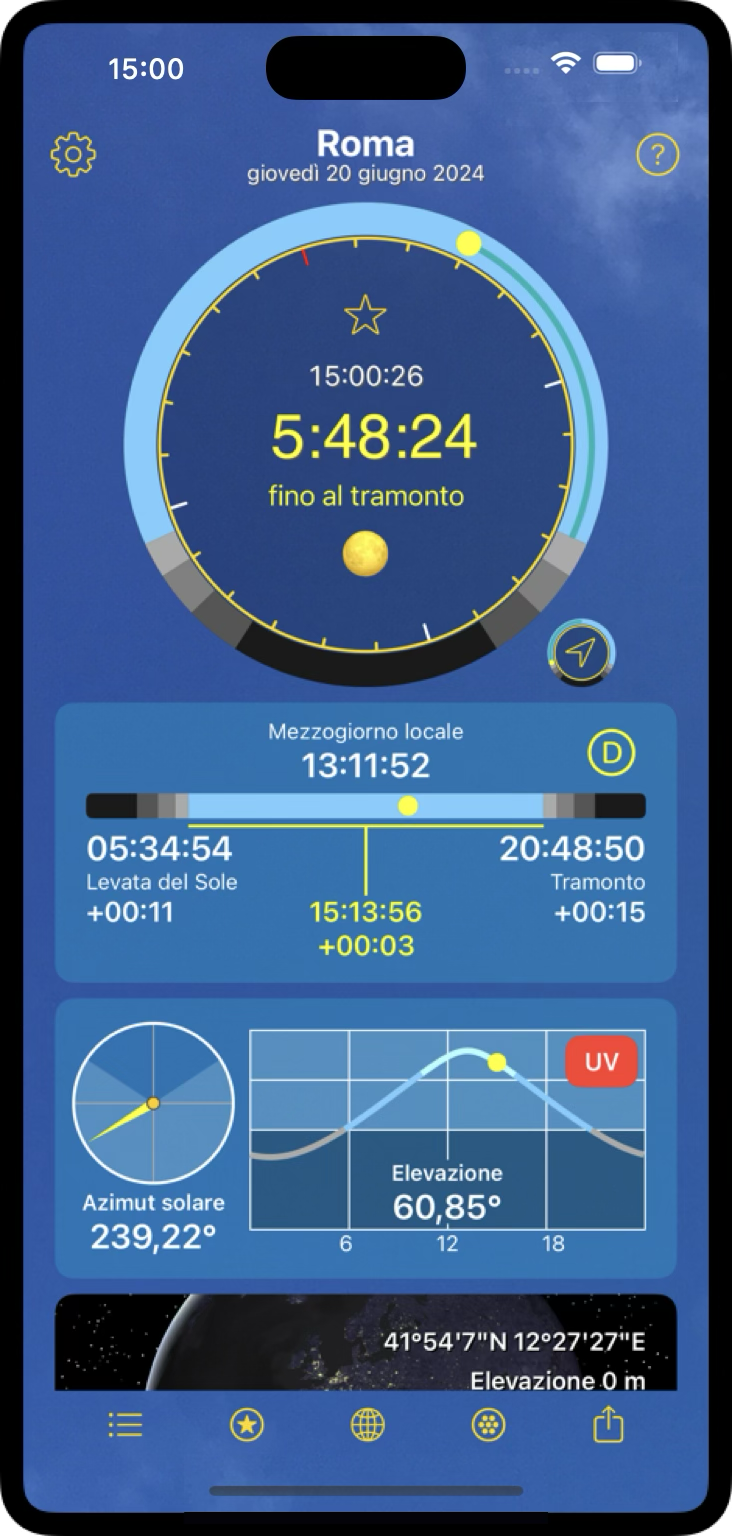 15:00
Roma
giovedì 20 giugno 2024
?
15:00:26
5:48:24
fino al tramonto
Mezzogiorno locale
13:11:52
D
05:34:54
20:48:50
Levata del Sole
Tramonto
+00:11
15:13:56
+00:15
+00:03
UV
Elevazione
60,85°
Azimut solare
239,22°
6
12
18
41°54'7"N 12°27'27"E
Elevazione 0 m